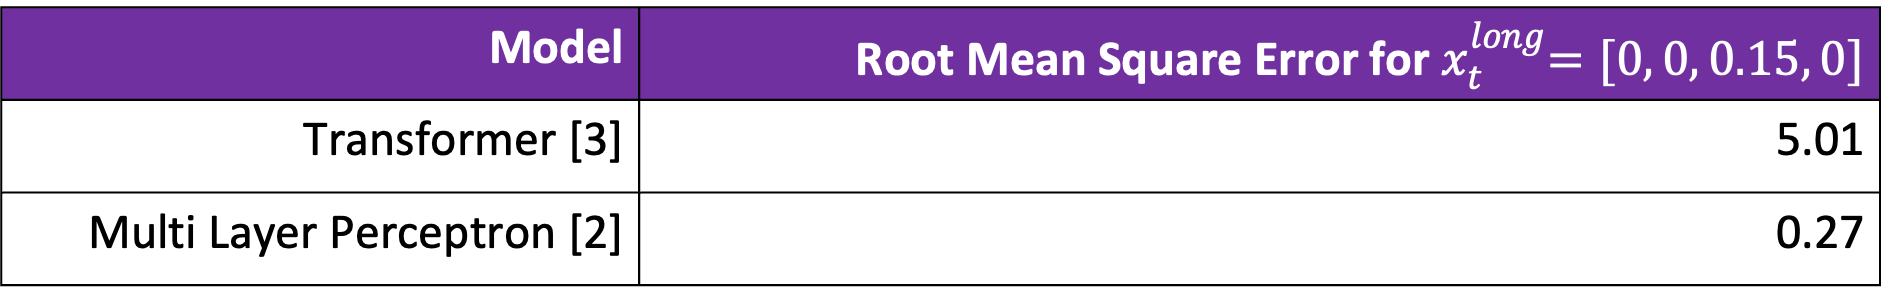 Model
Root Mean Square Error for $x_t^{long} = [0, 0, 0.15, 0]$
Transformer [3]
5.01
Multi Layer Perceptron [2]
0.27